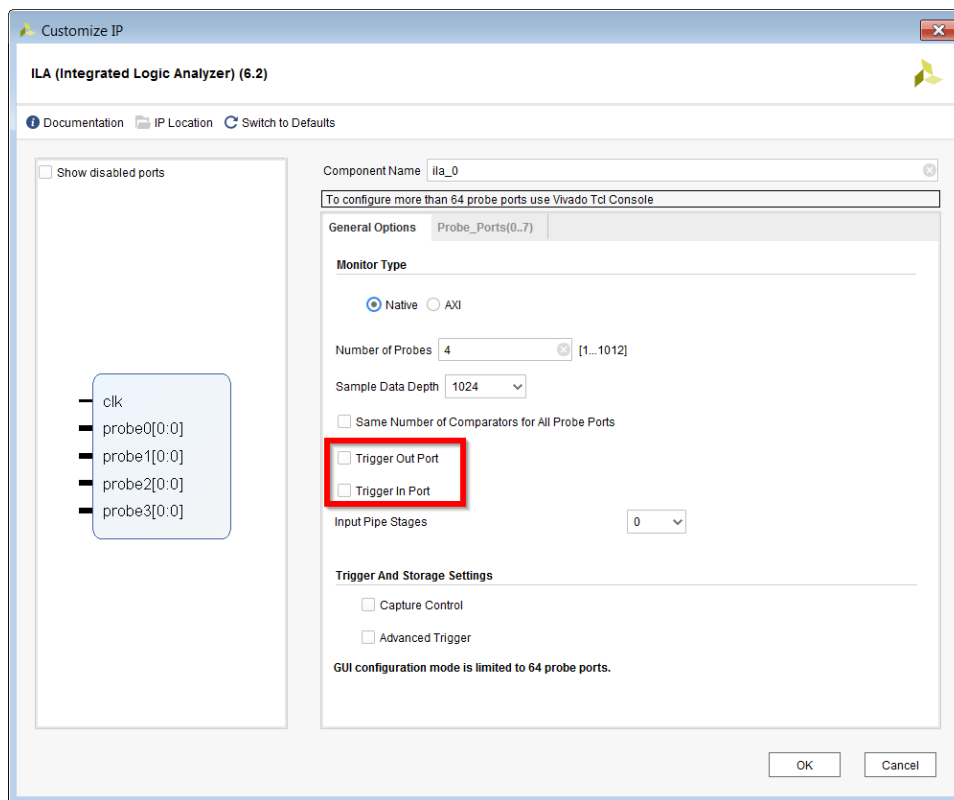 Customize IP
ILA (Integrated Logic Analyzer) (6.2)
Documentation IP Location Switch to Defaults
Show disabled ports
clk
probe0[0:0]
probe1[0:0]
probe2[0:0]
probe3[0:0]
Component Name ila_0
To configure more than 64 probe ports use Vivado Tcl Console
General Options Probe_Ports(0..7)
Monitor Type
Native AXI
Number of Probes 4 [1...1012]
Sample Data Depth 1024
Same Number of Comparators for All Probe Ports
Trigger Out Port
Trigger In Port
Input Pipe Stages 0
Trigger And Storage Settings
Capture Control
Advanced Trigger
GUI configuration mode is limited to 64 probe ports.
OK Cancel